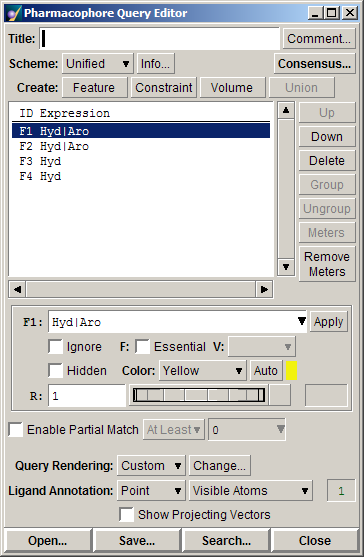 Pharmacophore Query Editor
Title: Comment...
Scheme: Unified Info... Consensus...
Create: Feature Constraint Volume Union
ID Expression
F1 Hyd|Aro
F2 Hyd|Aro
F3 Hyd
F4 Hyd
Up
Down
Delete
Group
Ungroup
Meters
Remove
Meters
F1: Hyd|Aro Apply
Ignore F: Essential V:
Hidden Color: Yellow Auto
R: 1
Enable Partial Match At Least 0
Query Rendering: Custom Change...
Ligand Annotation: Point Visible Atoms 1
Show Projecting Vectors
Open... Save... Search... Close